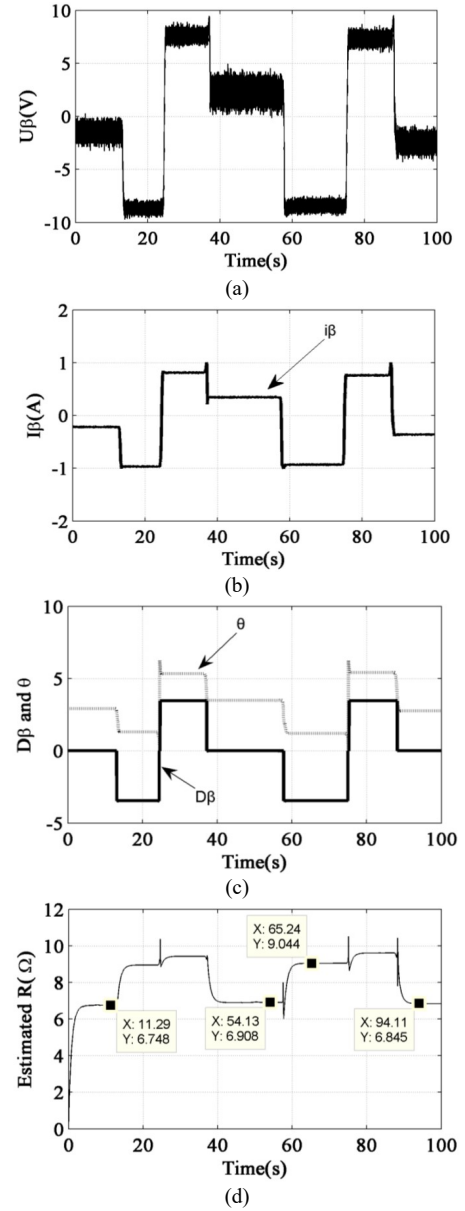 10
5
0
-5
-10
Uβ(V)
0 20 40 60 80 100
Time(s)
(a)
2
1
0
-1
-2
Iβ(A)
iβ
0 20 40 60 80 100
Time(s)
(b)
10
5
0
-5
Dβ and θ
θ
Dβ
0 20 40 60 80 100
Time(s)
(c)
12
10
8
6
4
2
0
Estimated R(Ω)
X: 65.24
Y: 9.044
X: 11.29
Y: 6.748
X: 54.13
Y: 6.908
X: 94.11
Y: 6.845
0 20 40 60 80 100
Time(s)
(d)